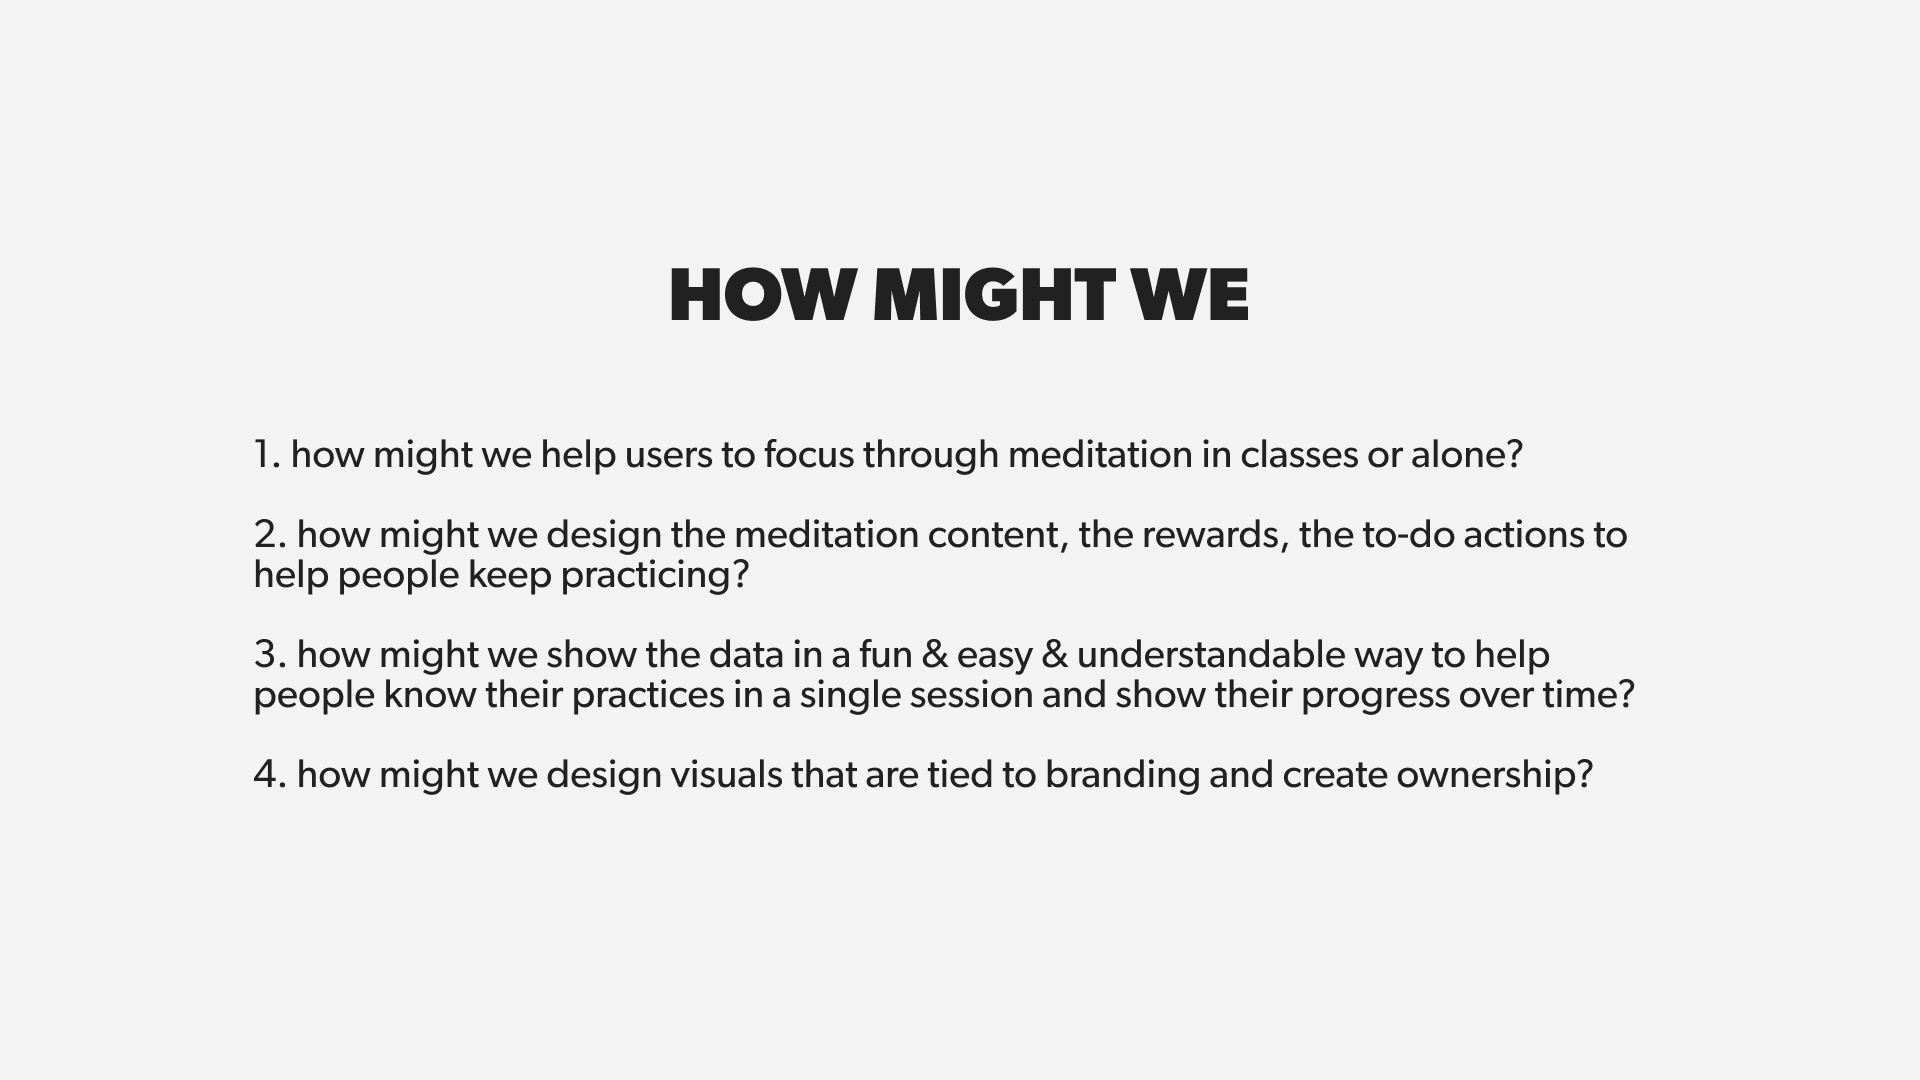 HOW MIGHT WE
1. how might we help users to focus through meditation in classes or alone?
2. how might we design the meditation content, the rewards, the to-do actions to
help people keep practicing?
3. how might we show the data in a fun & easy & understandable way to help
people know their practices in a single session and show their progress over time?
4. how might we design visuals that are tied to branding and create ownership?